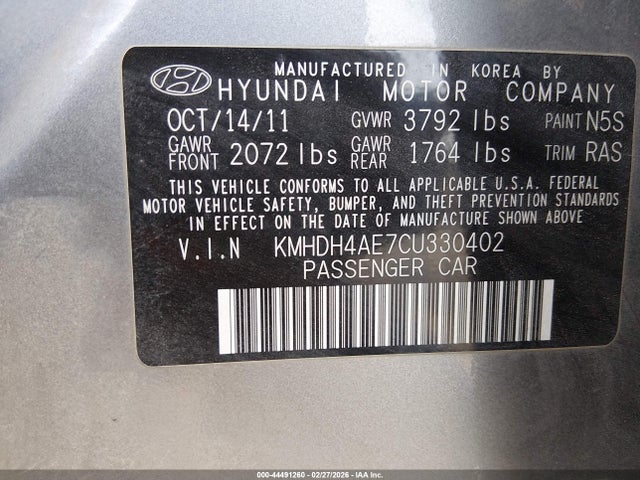 MANUFACTURED IN KOREA BY
HYUNDAI MOTOR COMPANY
OCT/14/11 GVWR 3792 lbs PAINT N5S
GAWR FRONT 2072 lbs GAWR REAR 1764 lbs TRIM RAS
THIS VEHICLE CONFORMS TO ALL APPLICABLE U.S.A. FEDERAL
MOTOR VEHICLE SAFETY, BUMPER, AND THEFT PREVENTION STANDARDS
IN EFFECT ON THE DATE OF MANUFACTURE SHOWN ABOVE
V.I.N KMHDH4AE7CU330402
PASSENGER CAR
000-44491260 - 02/27/2026 - IAA Inc.